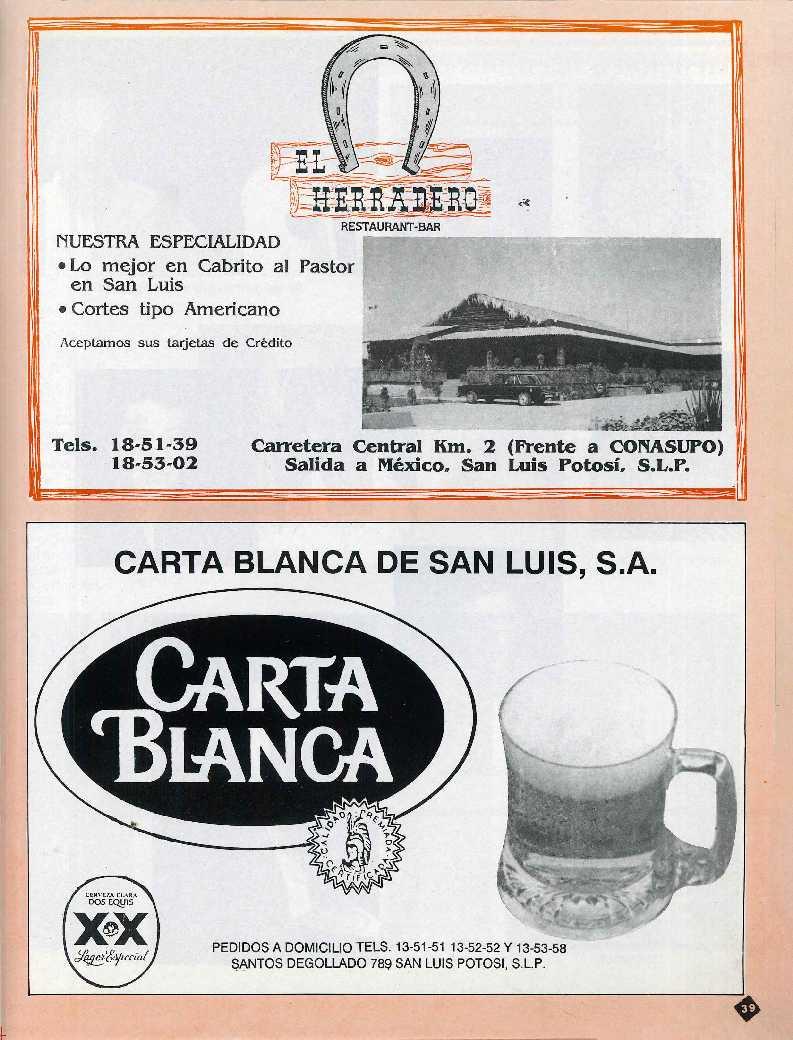 EL
HERRADERO
RESTAURANT-BAR
NUESTRA ESPECIALIDAD
• Lo mejor en Cabrito al Pastor
en San Luis
• Cortes tipo Americano
Aceptamos sus tarjetas de Crédito
Tels. 18-51-39
18-53-02
Carretera Central Km. 2 (Frente a CONASUPO)
Salida a México, San Luis Potosí, S.L.P.
CARTA BLANCA DE SAN LUIS, S.A.
CARTA
BLANCA
CALIDAD PREMIADA
CERTIFICADA
CERVEZA CLARA
DOS EQUIS
XX
Lager Especial
PEDIDOS A DOMICILIO TELS. 13-51-51 13-52-52 Y 13-53-58
SANTOS DEGOLLADO 789 SAN LUIS POTOSI, S.L.P.
39